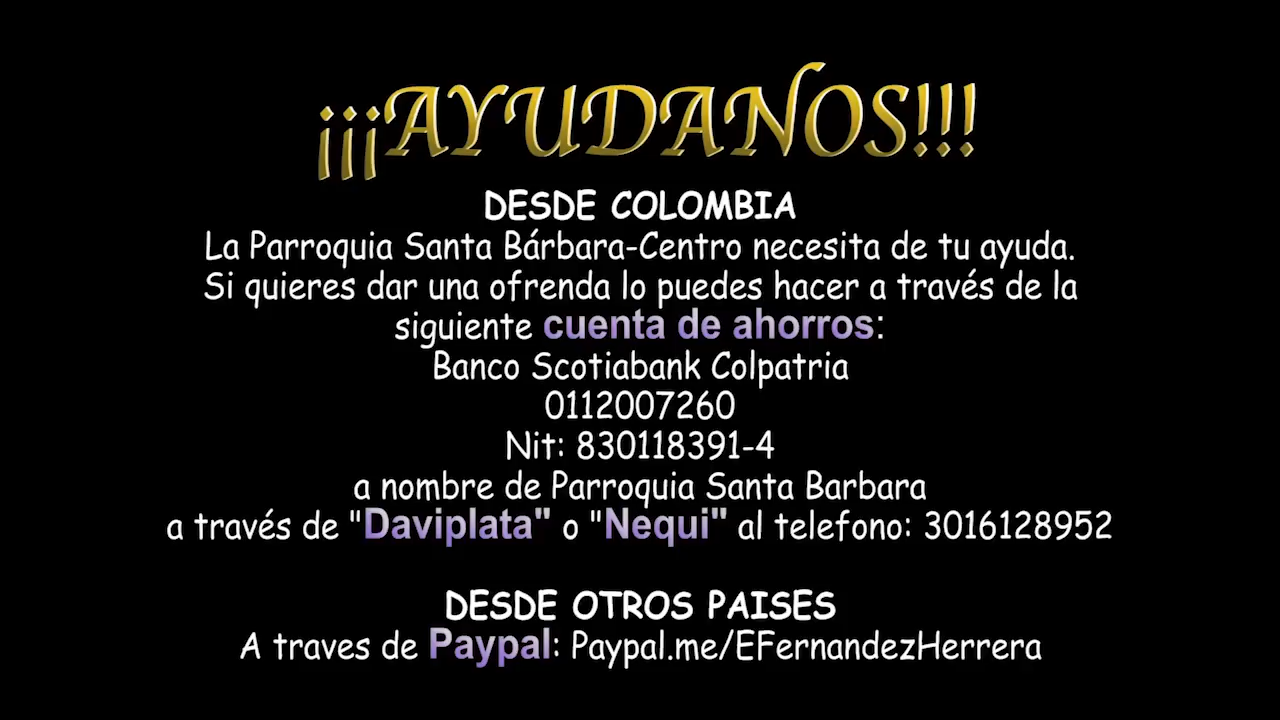 ¡¡¡AYUDANOS!!!
DESDE COLOMBIA
La Parroquia Santa Bárbara-Centro necesita de tu ayuda.
Si quieres dar una ofrenda lo puedes hacer a través de la
siguiente cuenta de ahorros:
Banco Scotiabank Colpatria
0112007260
Nit: 830118391-4
a nombre de Parroquia Santa Barbara
a través de "Daviplata" o "Nequi" al telefono: 3016128952
DESDE OTROS PAISES
A traves de Paypal: Paypal.me/EFernandezHerrera